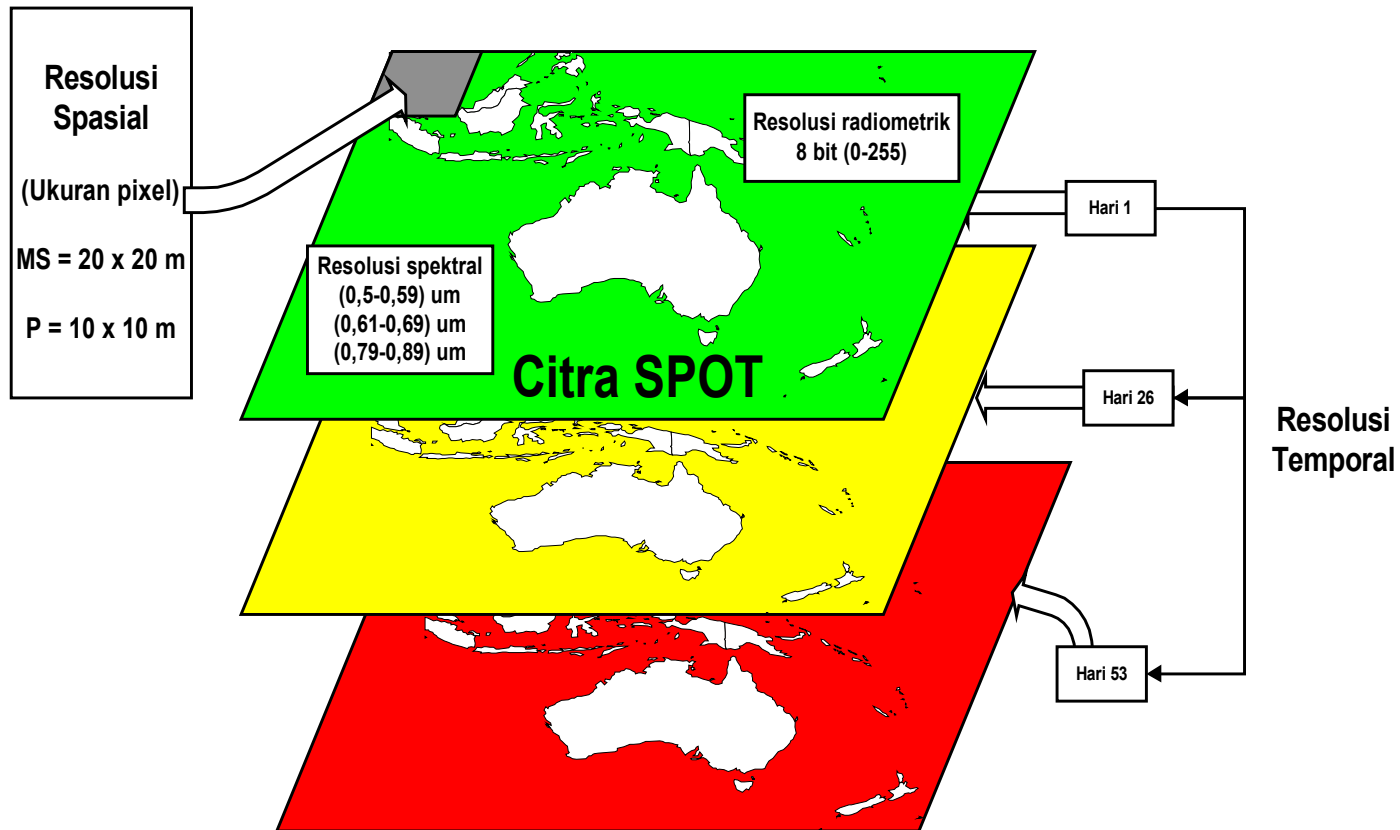 Resolusi
Spasial
(Ukuran pixel)
MS = 20 x 20 m
P = 10 x 10 m
Resolusi radiometrik
8 bit (0-255)
Resolusi spektral
(0,5-0,59) um
(0,61-0,69) um
(0,79-0,89) um
Citra SPOT
Hari 1
Hari 26
Hari 53
Resolusi
Temporal